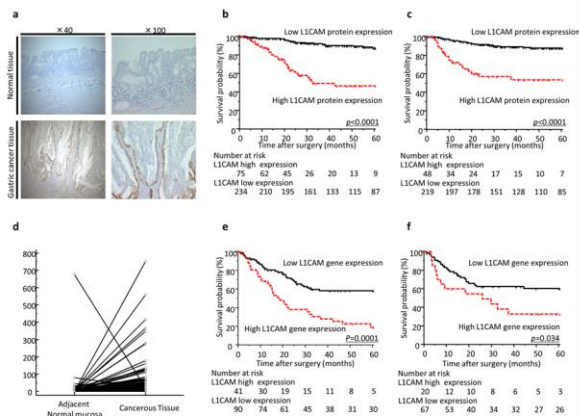 a
×40
×100
Normal tissue
Gastric cancer tissue
b
Survival probability (%)
100
80
60
40
20
0
Low L1CAM protein expression
High L1CAM protein expression
p<0.0001
0 10 20 30 40 50 60
Time after surgery (months)
Number at risk
L1CAM high expression
75 62 45 26 20 13 9
L1CAM low expression
234 210 195 161 133 115 87
c
Survival probability (%)
100
80
60
40
20
0
Low L1CAM protein expression
High L1CAM protein expression
p<0.0001
0 10 20 30 40 50 60
Time after surgery (months)
Number at risk
L1CAM high expression
48 34 24 17 15 10 7
L1CAM low expression
219 197 178 151 128 110 85
d
800
700
600
500
400
300
200
100
0
Adjacent
Normal mucosa
Cancerous Tissue
e
Survival probability (%)
100
80
60
40
20
0
Low L1CAM gene expression
High L1CAM gene expression
P=0.0001
0 10 20 30 40 50 60
Time after surgery (months)
Number at risk
L1CAM high expression
41 30 19 15 11 8 5
L1CAM low expression
90 74 61 45 38 31 30
f
Survival probability (%)
100
80
60
40
20
0
Low L1CAM gene expression
High L1CAM gene expression
p=0.034
0 10 20 30 40 50 60
Time after surgery (months)
Number at risk
L1CAM high expression
20 12 10 8 6 5 3
L1CAM low expression
67 53 40 34 32 27 26